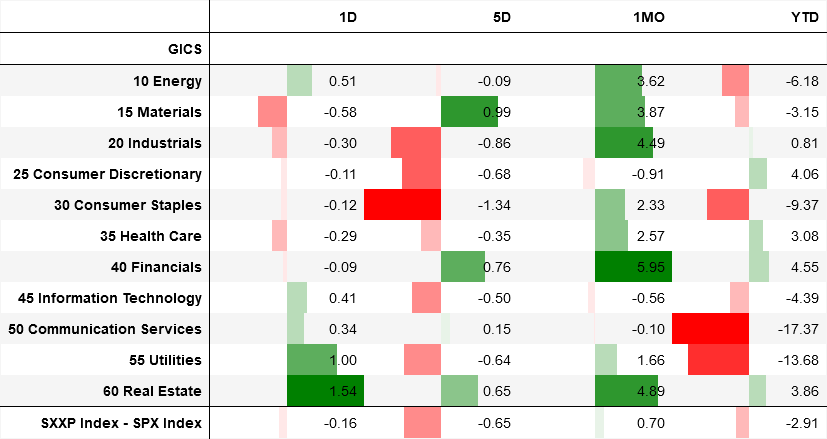 1D 5D 1MO YTD
GICS
10 Energy 0.51 -0.09 3.62 -6.18
15 Materials -0.58 0.99 3.87 -3.15
20 Industrials -0.30 -0.86 4.49 0.81
25 Consumer Discretionary -0.11 -0.68 -0.91 4.06
30 Consumer Staples -0.12 -1.34 2.33 -9.37
35 Health Care -0.29 -0.35 2.57 3.08
40 Financials -0.09 0.76 5.95 4.55
45 Information Technology 0.41 -0.50 -0.56 -4.39
50 Communication Services 0.34 0.15 -0.10 -17.37
55 Utilities 1.00 -0.64 1.66 -13.68
60 Real Estate 1.54 0.65 4.89 3.86
SXXP Index - SPX Index -0.16 -0.65 0.70 -2.91